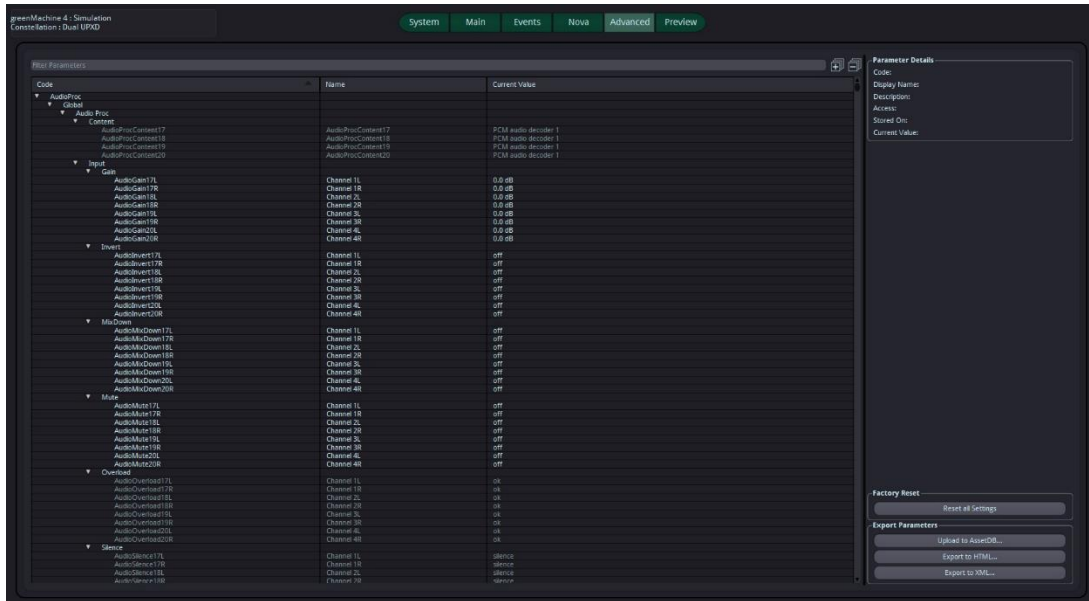 greenMachine 4 : Simulation
Constellation : Dual UPXD
System Main Events Nova Advanced Preview
Filter Parameters
Code Name Current Value
AudioProc
Global
Audio Proc
Content
AudioProcContent17 AudioProcContent17 PCM audio decoder 1
AudioProcContent18 AudioProcContent18 PCM audio decoder 1
AudioProcContent19 AudioProcContent19 PCM audio decoder 1
AudioProcContent20 AudioProcContent20 PCM audio decoder 1
Input
Gain
AudioGain17L Channel 1L 0.0 dB
AudioGain17R Channel 1R 0.0 dB
AudioGain18L Channel 2L 0.0 dB
AudioGain18R Channel 2R 0.0 dB
AudioGain19L Channel 3L 0.0 dB
AudioGain19R Channel 3R 0.0 dB
AudioGain20L Channel 4L 0.0 dB
AudioGain20R Channel 4R 0.0 dB
Invert
AudioInvert17L Channel 1L off
AudioInvert17R Channel 1R off
AudioInvert18L Channel 2L off
AudioInvert18R Channel 2R off
AudioInvert19L Channel 3L off
AudioInvert19R Channel 3R off
AudioInvert20L Channel 4L off
AudioInvert20R Channel 4R off
MixDown
AudioMixDown17L Channel 1L off
AudioMixDown17R Channel 1R off
AudioMixDown18L Channel 2L off
AudioMixDown18R Channel 2R off
AudioMixDown19L Channel 3L off
AudioMixDown19R Channel 3R off
AudioMixDown20L Channel 4L off
AudioMixDown20R Channel 4R off
Mute
AudioMute17L Channel 1L off
AudioMute17R Channel 1R off
AudioMute18L Channel 2L off
AudioMute18R Channel 2R off
AudioMute19L Channel 3L off
AudioMute19R Channel 3R off
AudioMute20L Channel 4L off
AudioMute20R Channel 4R off
Overload
AudioOverload17L Channel 1L ok
AudioOverload17R Channel 1R ok
AudioOverload18L Channel 2L ok
AudioOverload18R Channel 2R ok
AudioOverload19L Channel 3L ok
AudioOverload19R Channel 3R ok
AudioOverload20L Channel 4L ok
AudioOverload20R Channel 4R ok
Silence
AudioSilence17L Channel 1L silence
AudioSilence17R Channel 1R silence
AudioSilence18L Channel 2L silence
AudioSilence18R Channel 2R silence
Parameter Details
Code:
Display Name:
Description:
Access:
Stored On:
Current Value:
Factory Reset
Reset all Settings
Export Parameters
Upload to AssetDB...
Export to HTML...
Export to XML...